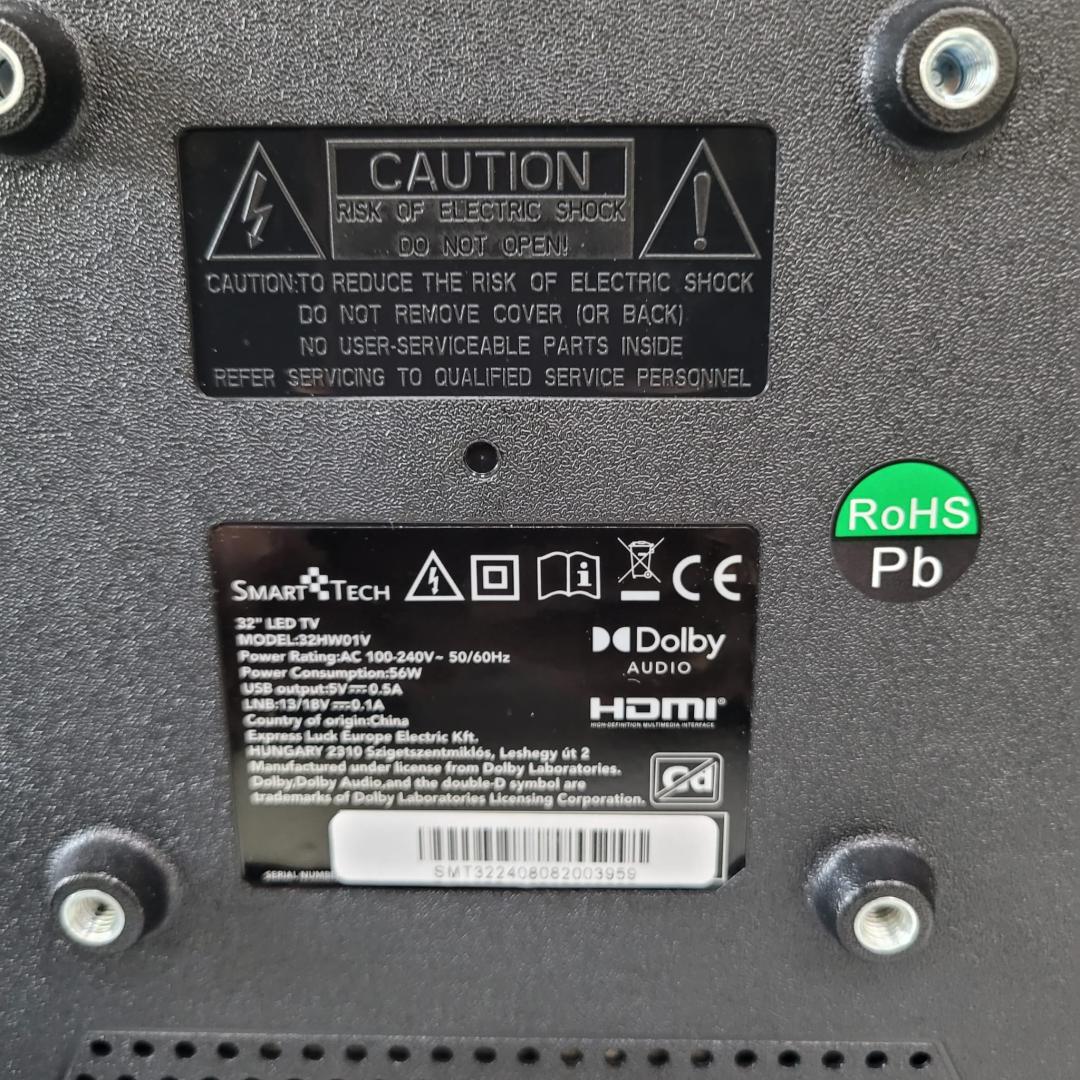 CAUTION
RISK OF ELECTRIC SHOCK
DO NOT OPEN!
CAUTION:TO REDUCE THE RISK OF ELECTRIC SHOCK
DO NOT REMOVE COVER (OR BACK)
NO USER-SERVICEABLE PARTS INSIDE
REFER SERVICING TO QUALIFIED SERVICE PERSONNEL
RoHS
Pb
SMART TECH
CE
32" LED TV
MODEL:32HW01V
Power Rating:AC 100-240V~ 50/60Hz
Power Consumption:56W
USB output:5V⎓0.5A
LNB:13/18V⎓0.1A
Country of origin:China
Express Luck Europe Electric Kft.
HUNGARY 2310 Szigetszentmiklós, Leshegy út 2
Manufactured under license from Dolby Laboratories.
Dolby,Dolby Audio,and the double-D symbol are
trademarks of Dolby Laboratories Licensing Corporation.
Dolby
AUDIO
HDMI®
HIGH-DEFINITION MULTIMEDIA INTERFACE
Cd
SERIAL
SMT322408082003959